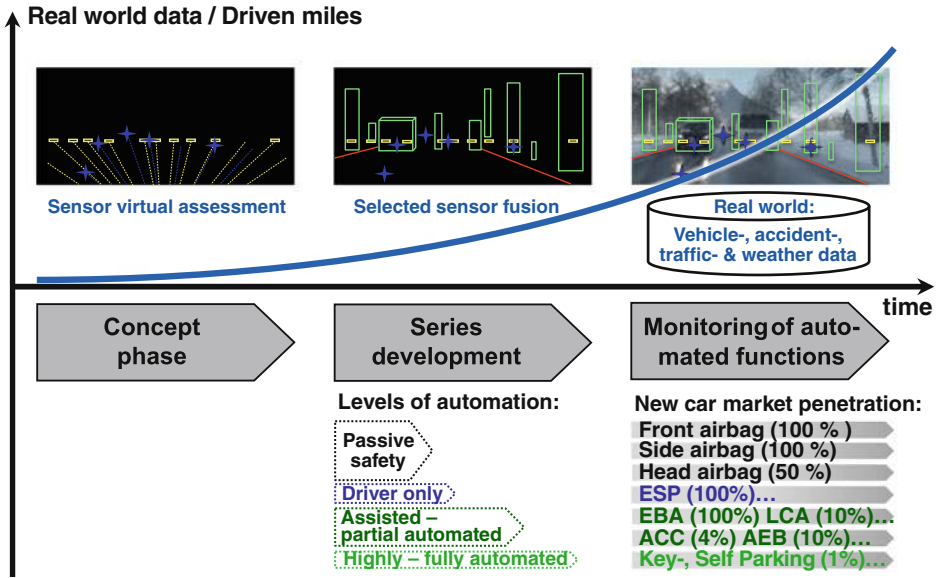 Real world data / Driven miles
Sensor virtual assessment
Selected sensor fusion
Real world:
Vehicle-, accident-,
traffic- & weather data
time
Concept
phase
Series
development
Monitoring of auto-
mated functions
Levels of automation:
Passive
safety
Driver only
Assisted –
partial automated
Highly – fully automated
New car market penetration:
Front airbag (100 % )
Side airbag (100 %)
Head airbag (50 %)
ESP (100%)...
EBA (100%) LCA (10%)...
ACC (4%) AEB (10%)...
Key-, Self Parking (1%)...